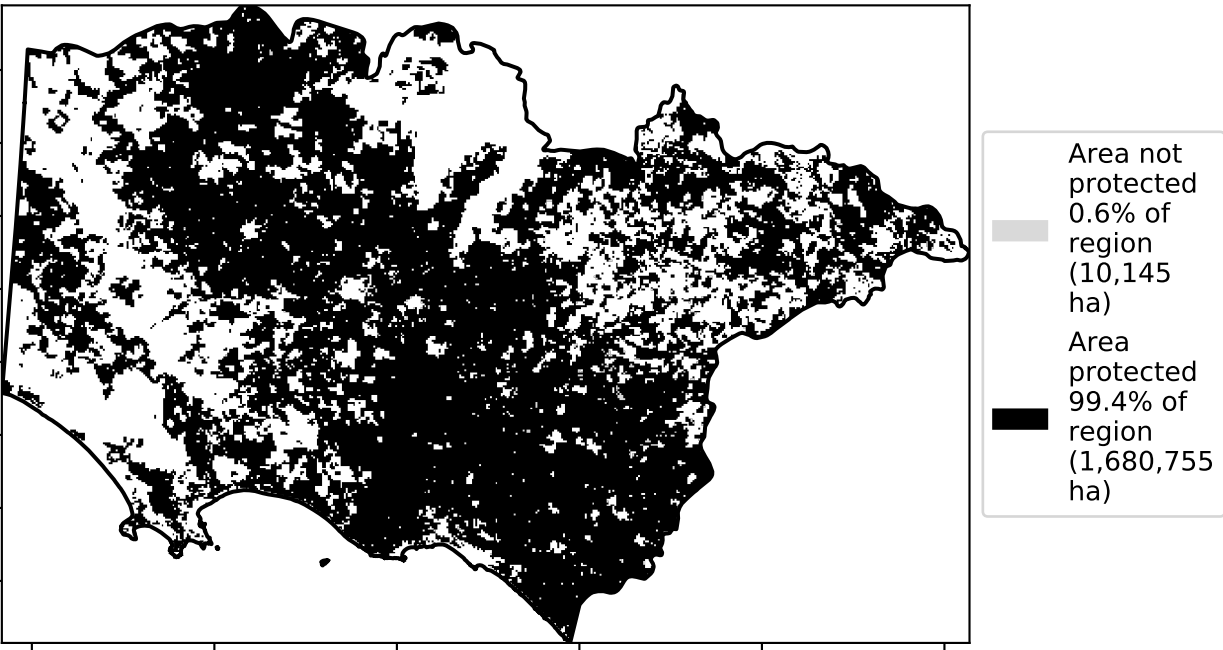 Area not
protected
0.6% of
region
(10,145
ha)
Area
protected
99.4% of
region
(1,680,755
ha)